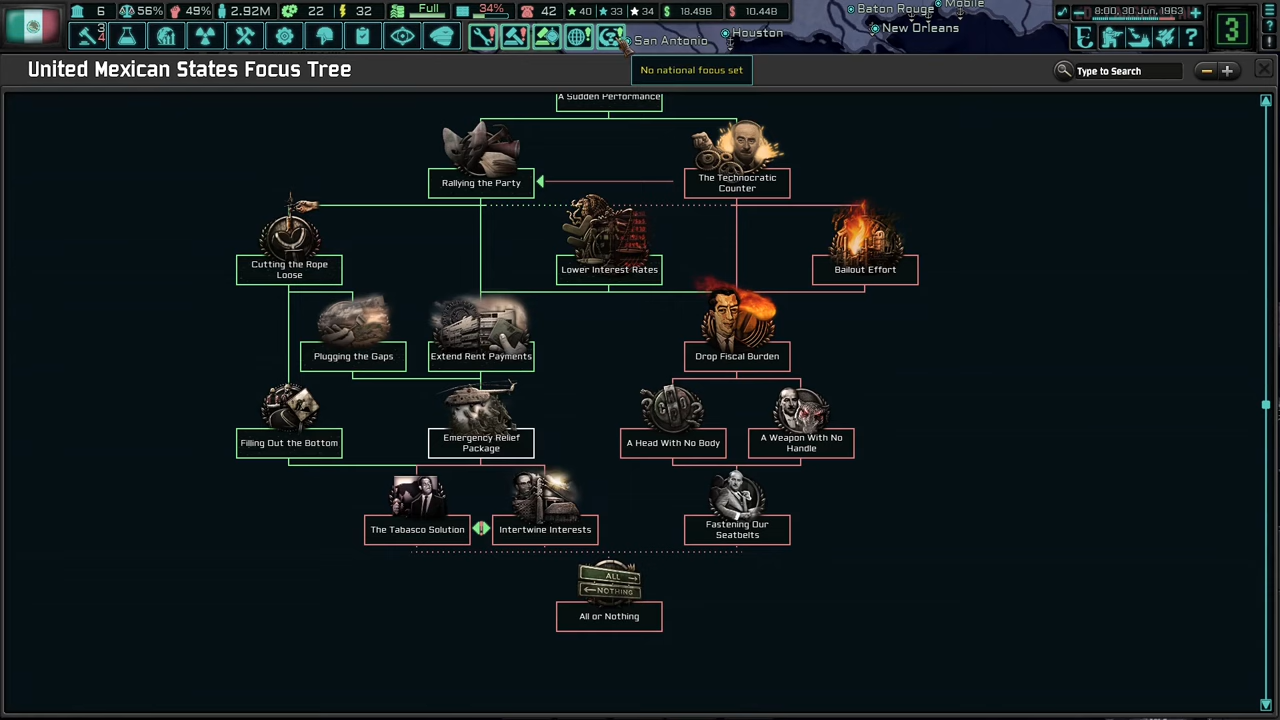 6 56% 49% 2.92M 22 32 Full 34% 42 40 33 34 18.49B 10.44B
Baton Rouge
Mobile
8:00, 30 Jun, 1963
3
New Orleans
Houston
San Antonio
3
4
United Mexican States Focus Tree
No national focus set
Type to Search
A Sudden Performance
Rallying the Party
The Technocratic
Counter
Cutting the Rope
Loose
Lower Interest Rates
Bailout Effort
Plugging the Gaps
Extend Rent Payments
Drop Fiscal Burden
Filling Out the Bottom
Emergency Relief
Package
A Head With No Body
A Weapon With No
Handle
The Tabasco Solution
Intertwine Interests
Fastening Our
Seatbelts
ALL
NOTHING
All or Nothing